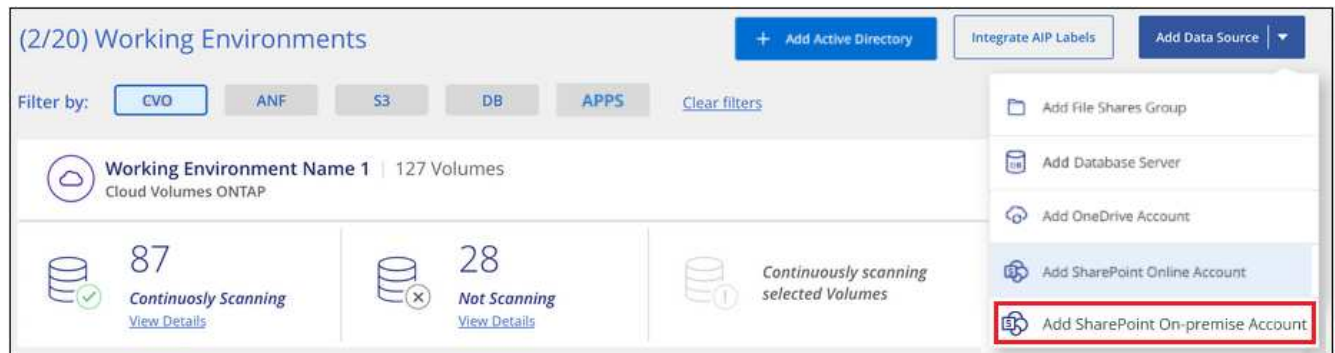 (2/20) Working Environments
+ Add Active Directory
Integrate AIP Labels
Add Data Source
Filter by:
CVO
ANF
S3
DB
APPS
Clear filters
Add File Shares Group
Working Environment Name 1 | 127 Volumes
Cloud Volumes ONTAP
DB
Add Database Server
Add OneDrive Account
87
Continuosly Scanning
View Details
28
Not Scanning
View Details
Continuously scanning
selected Volumes
S
Add SharePoint Online Account
S
Add SharePoint On-premise Account